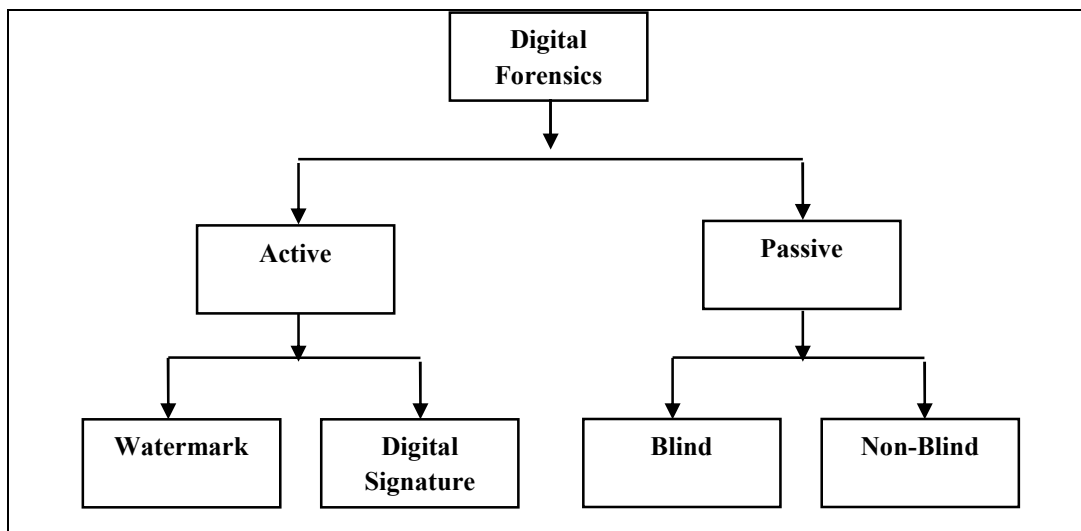 Digital
Forensics
Active
Passive
Watermark
Digital
Signature
Blind
Non-Blind